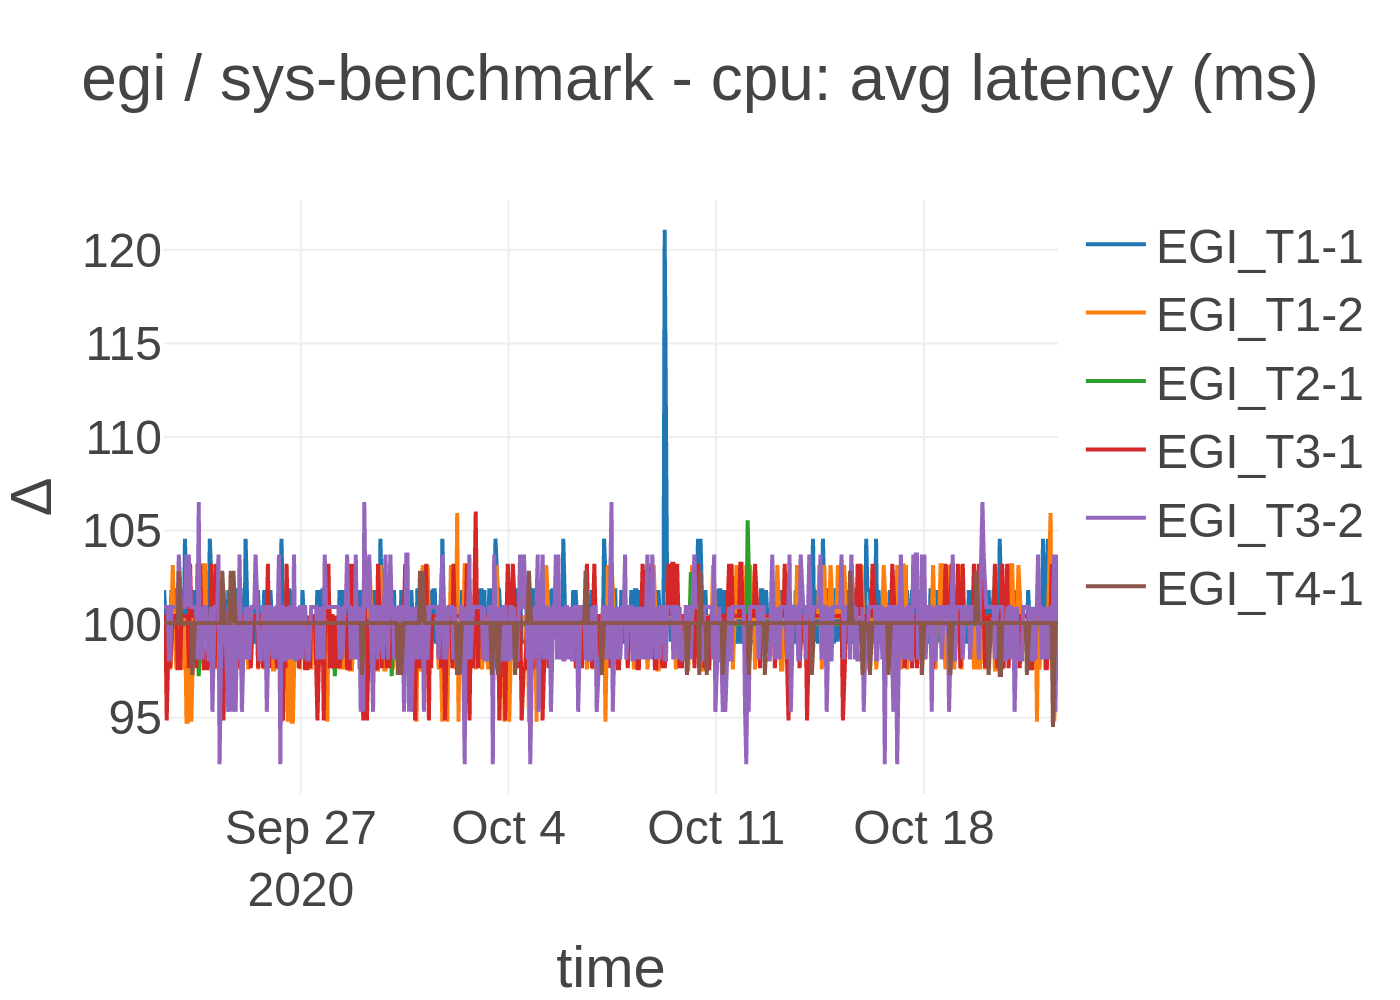 egi / sys-benchmark - cpu: avg latency (ms)
120
115
110
105
100
95
Δ
Sep 27
2020
Oct 4
Oct 11
Oct 18
time
EGI_T1-1
EGI_T1-2
EGI_T2-1
EGI_T3-1
EGI_T3-2
EGI_T4-1